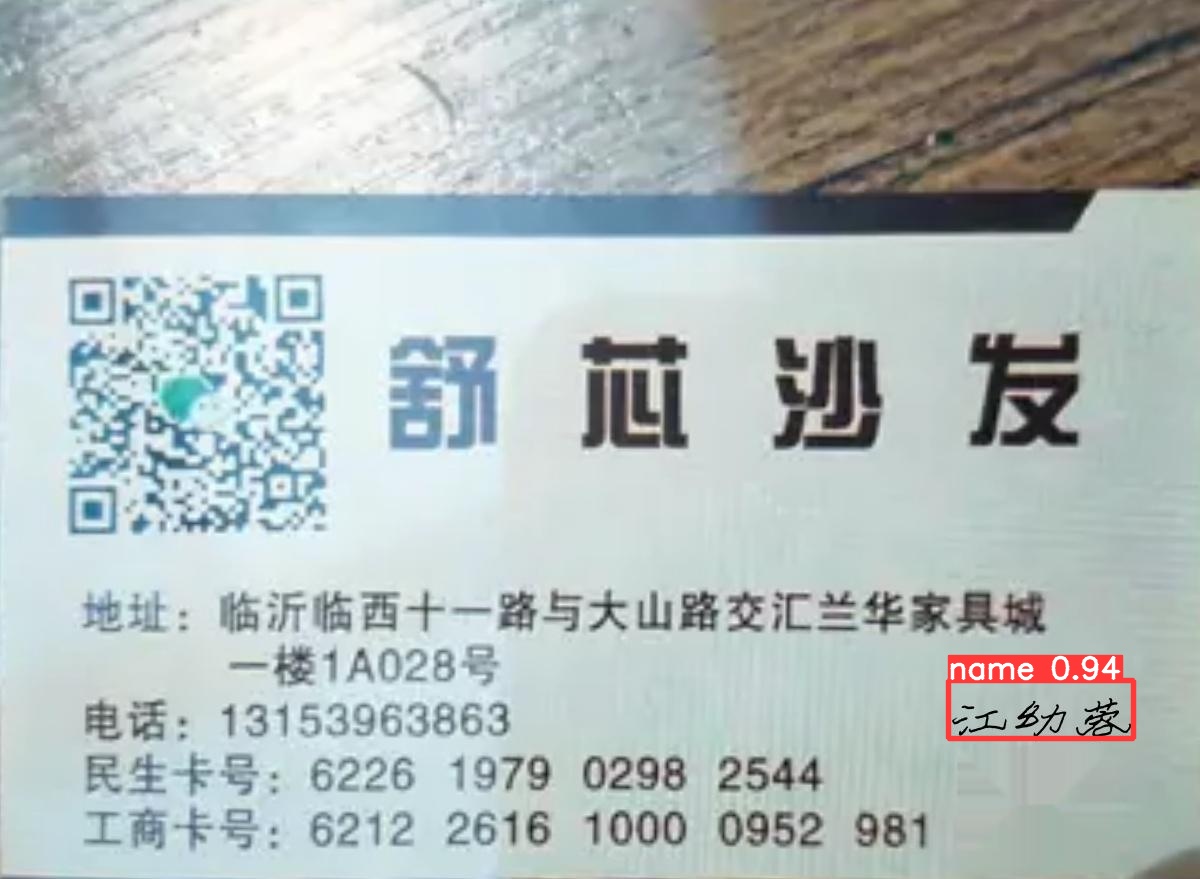 舒芯沙发
地址：临沂临西十一路与大山路交汇兰华家具城
一楼1A028号
电话：13153963863
name 0.94
江幼蓉
民生卡号：6226 1979 0298 2544
工商卡号：6212 2616 1000 0952 981